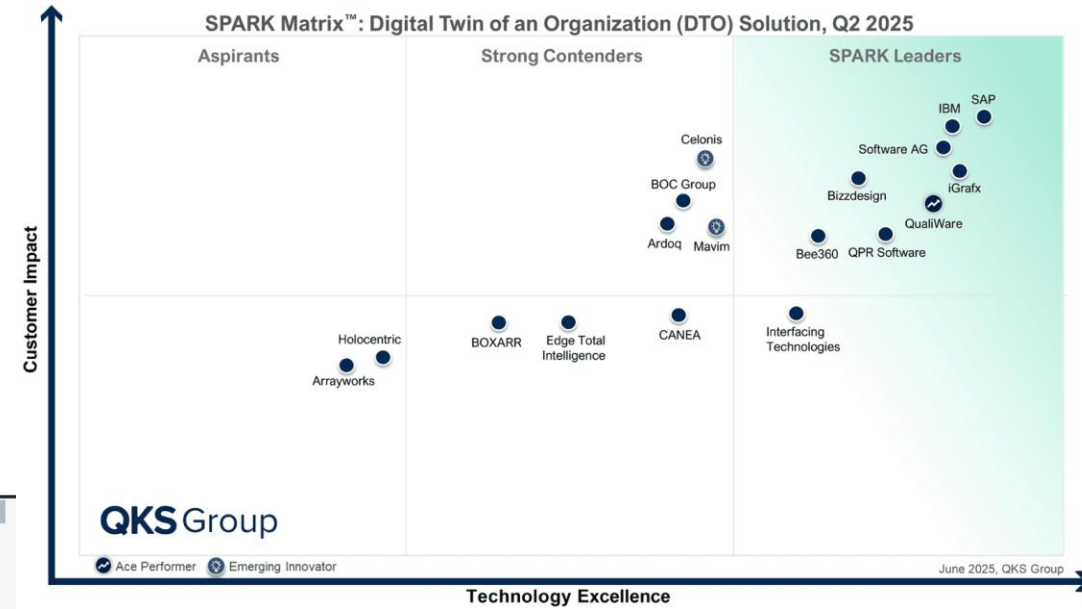 SPARK Matrix™: Digital Twin of an Organization (DTO) Solution, Q2 2025
Aspirants
Strong Contenders
SPARK Leaders
SAP
IBM
Celonis
Software AG
BOC Group
iGrafx
Bizzdesign
QualiWare
Ardoq
Mavim
Bee360
QPR Software
Customer Impact
Holocentric
Arrayworks
BOXARR
Edge Total
Intelligence
CANEA
Interfacing
Technologies
QKS Group
Ace Performer
Emerging Innovator
June 2025, QKS Group
Technology Excellence